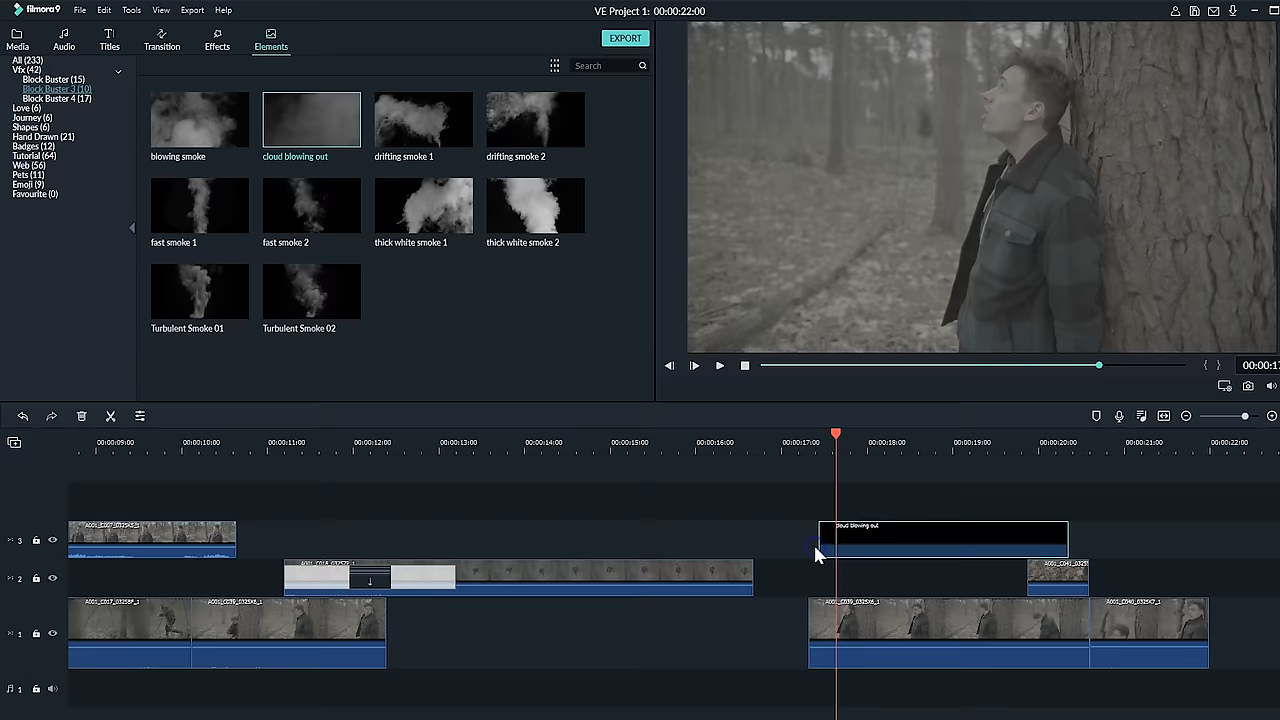 filmora9 File Edit Tools View Export Help VE Project 1: 00:00:22:00
Media Audio Titles Transition Effects Elements EXPORT
Search
All (233)
Vfx (42)
Block Buster (15)
Block Buster 3 (10)
Block Buster 4 (17)
Love (6)
Journey (6)
Shapes (6)
Hand Drawn (21)
Badges (12)
Tutorial (64)
Web (56)
Pets (11)
Emoji (9)
Favourite (0)
blowing smoke cloud blowing out drifting smoke 1 drifting smoke 2
fast smoke 1 fast smoke 2 thick white smoke 1 thick white smoke 2
Turbulent Smoke 01 Turbulent Smoke 02
{ } 00:00:17
00:00:09:00 00:00:10:00 00:00:11:00 00:00:12:00 00:00:13:00 00:00:14:00 00:00:15:00 00:00:16:00 00:00:17:00 00:00:18:00 00:00:19:00 00:00:20:00 00:00:21:00 00:00:22:00
3 cloud blowing out
2
1
1